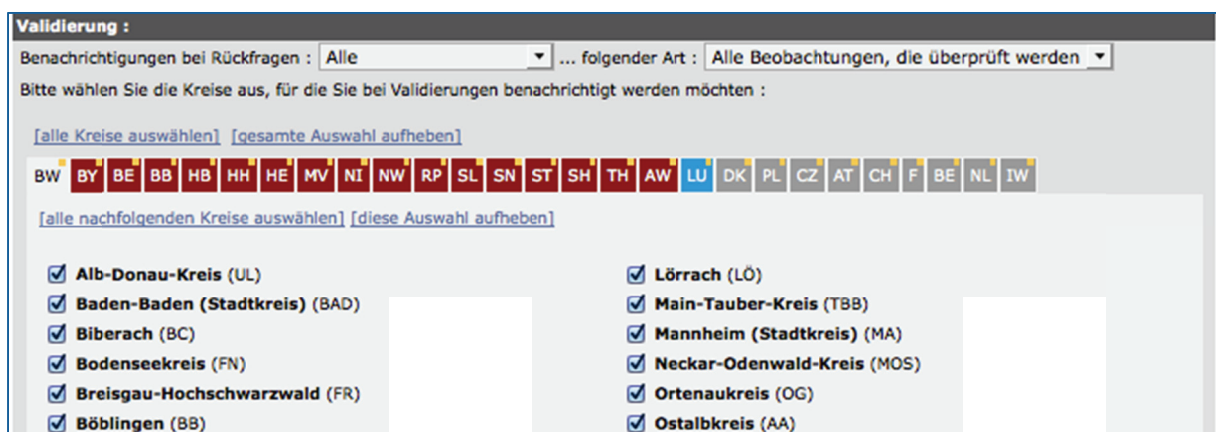 Validierung :
Benachrichtigungen bei Rückfragen : Alle ... folgender Art : Alle Beobachtungen, die überprüft werden
Bitte wählen Sie die Kreise aus, für die Sie bei Validierungen benachrichtigt werden möchten :
[alle Kreise auswählen] [gesamte Auswahl aufheben]
BW BY BE BB HB HH HE MV NI NW RP SL SN ST SH TH AW LU DK PL CZ AT CH F BE NL IW
[alle nachfolgenden Kreise auswählen] [diese Auswahl aufheben]
Alb-Donau-Kreis (UL)
Baden-Baden (Stadtkreis) (BAD)
Biberach (BC)
Bodenseekreis (FN)
Breisgau-Hochschwarzwald (FR)
Böblingen (BB)
Lörrach (LÖ)
Main-Tauber-Kreis (TBB)
Mannheim (Stadtkreis) (MA)
Neckar-Odenwald-Kreis (MOS)
Ortenaukreis (OG)
Ostalbkreis (AA)